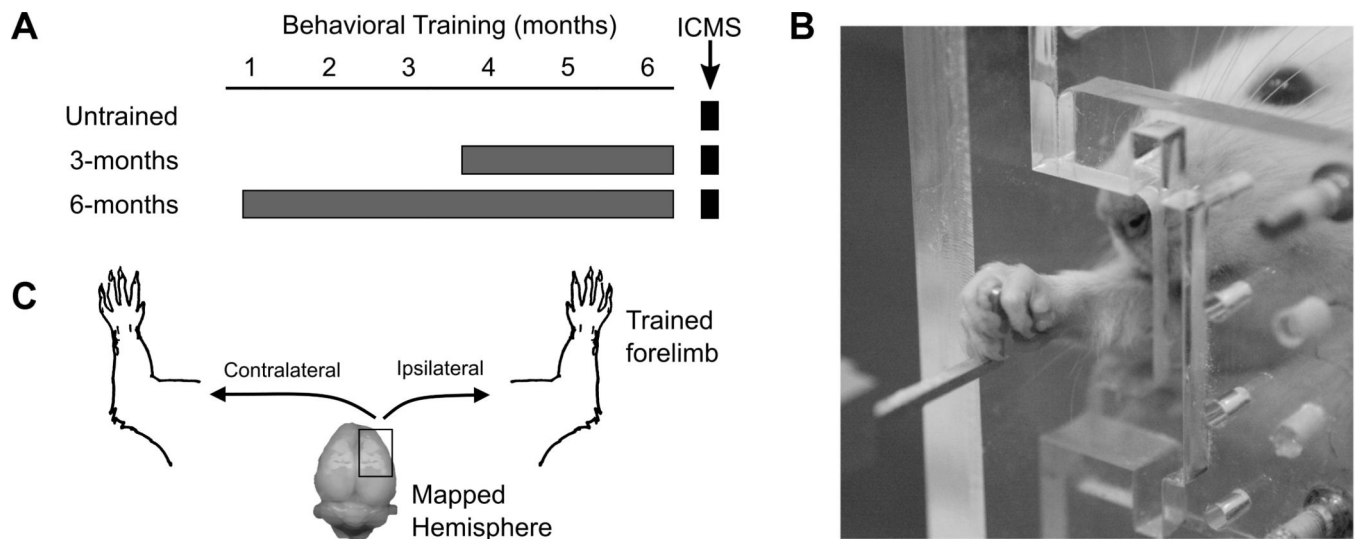 A
Behavioral Training (months)
ICMS
1 2 3 4 5 6
Untrained
3-months
6-months
B
C
Contralateral
Ipsilateral
Trained
forelimb
Mapped
Hemisphere